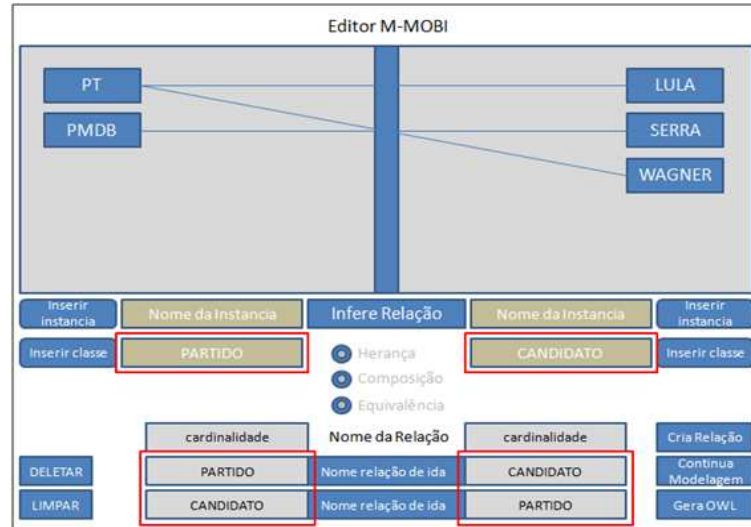 Editor M-MOBI
PT
LULA
PMDB
SERRA
WAGNER
Inserir instancia
Nome da Instancia
Infere Relação
Nome da Instancia
Inserir instancia
Inserir classe
PARTIDO
Herança
CANDIDATO
Inserir classe
Composição
Equivalência
cardinalidade
Nome da Relação
cardinalidade
Cria Relação
DELETAR
PARTIDO
Nome relação de ida
CANDIDATO
Continua Modelagem
LIMPAR
CANDIDATO
Nome relação de ida
PARTIDO
Gera OWL